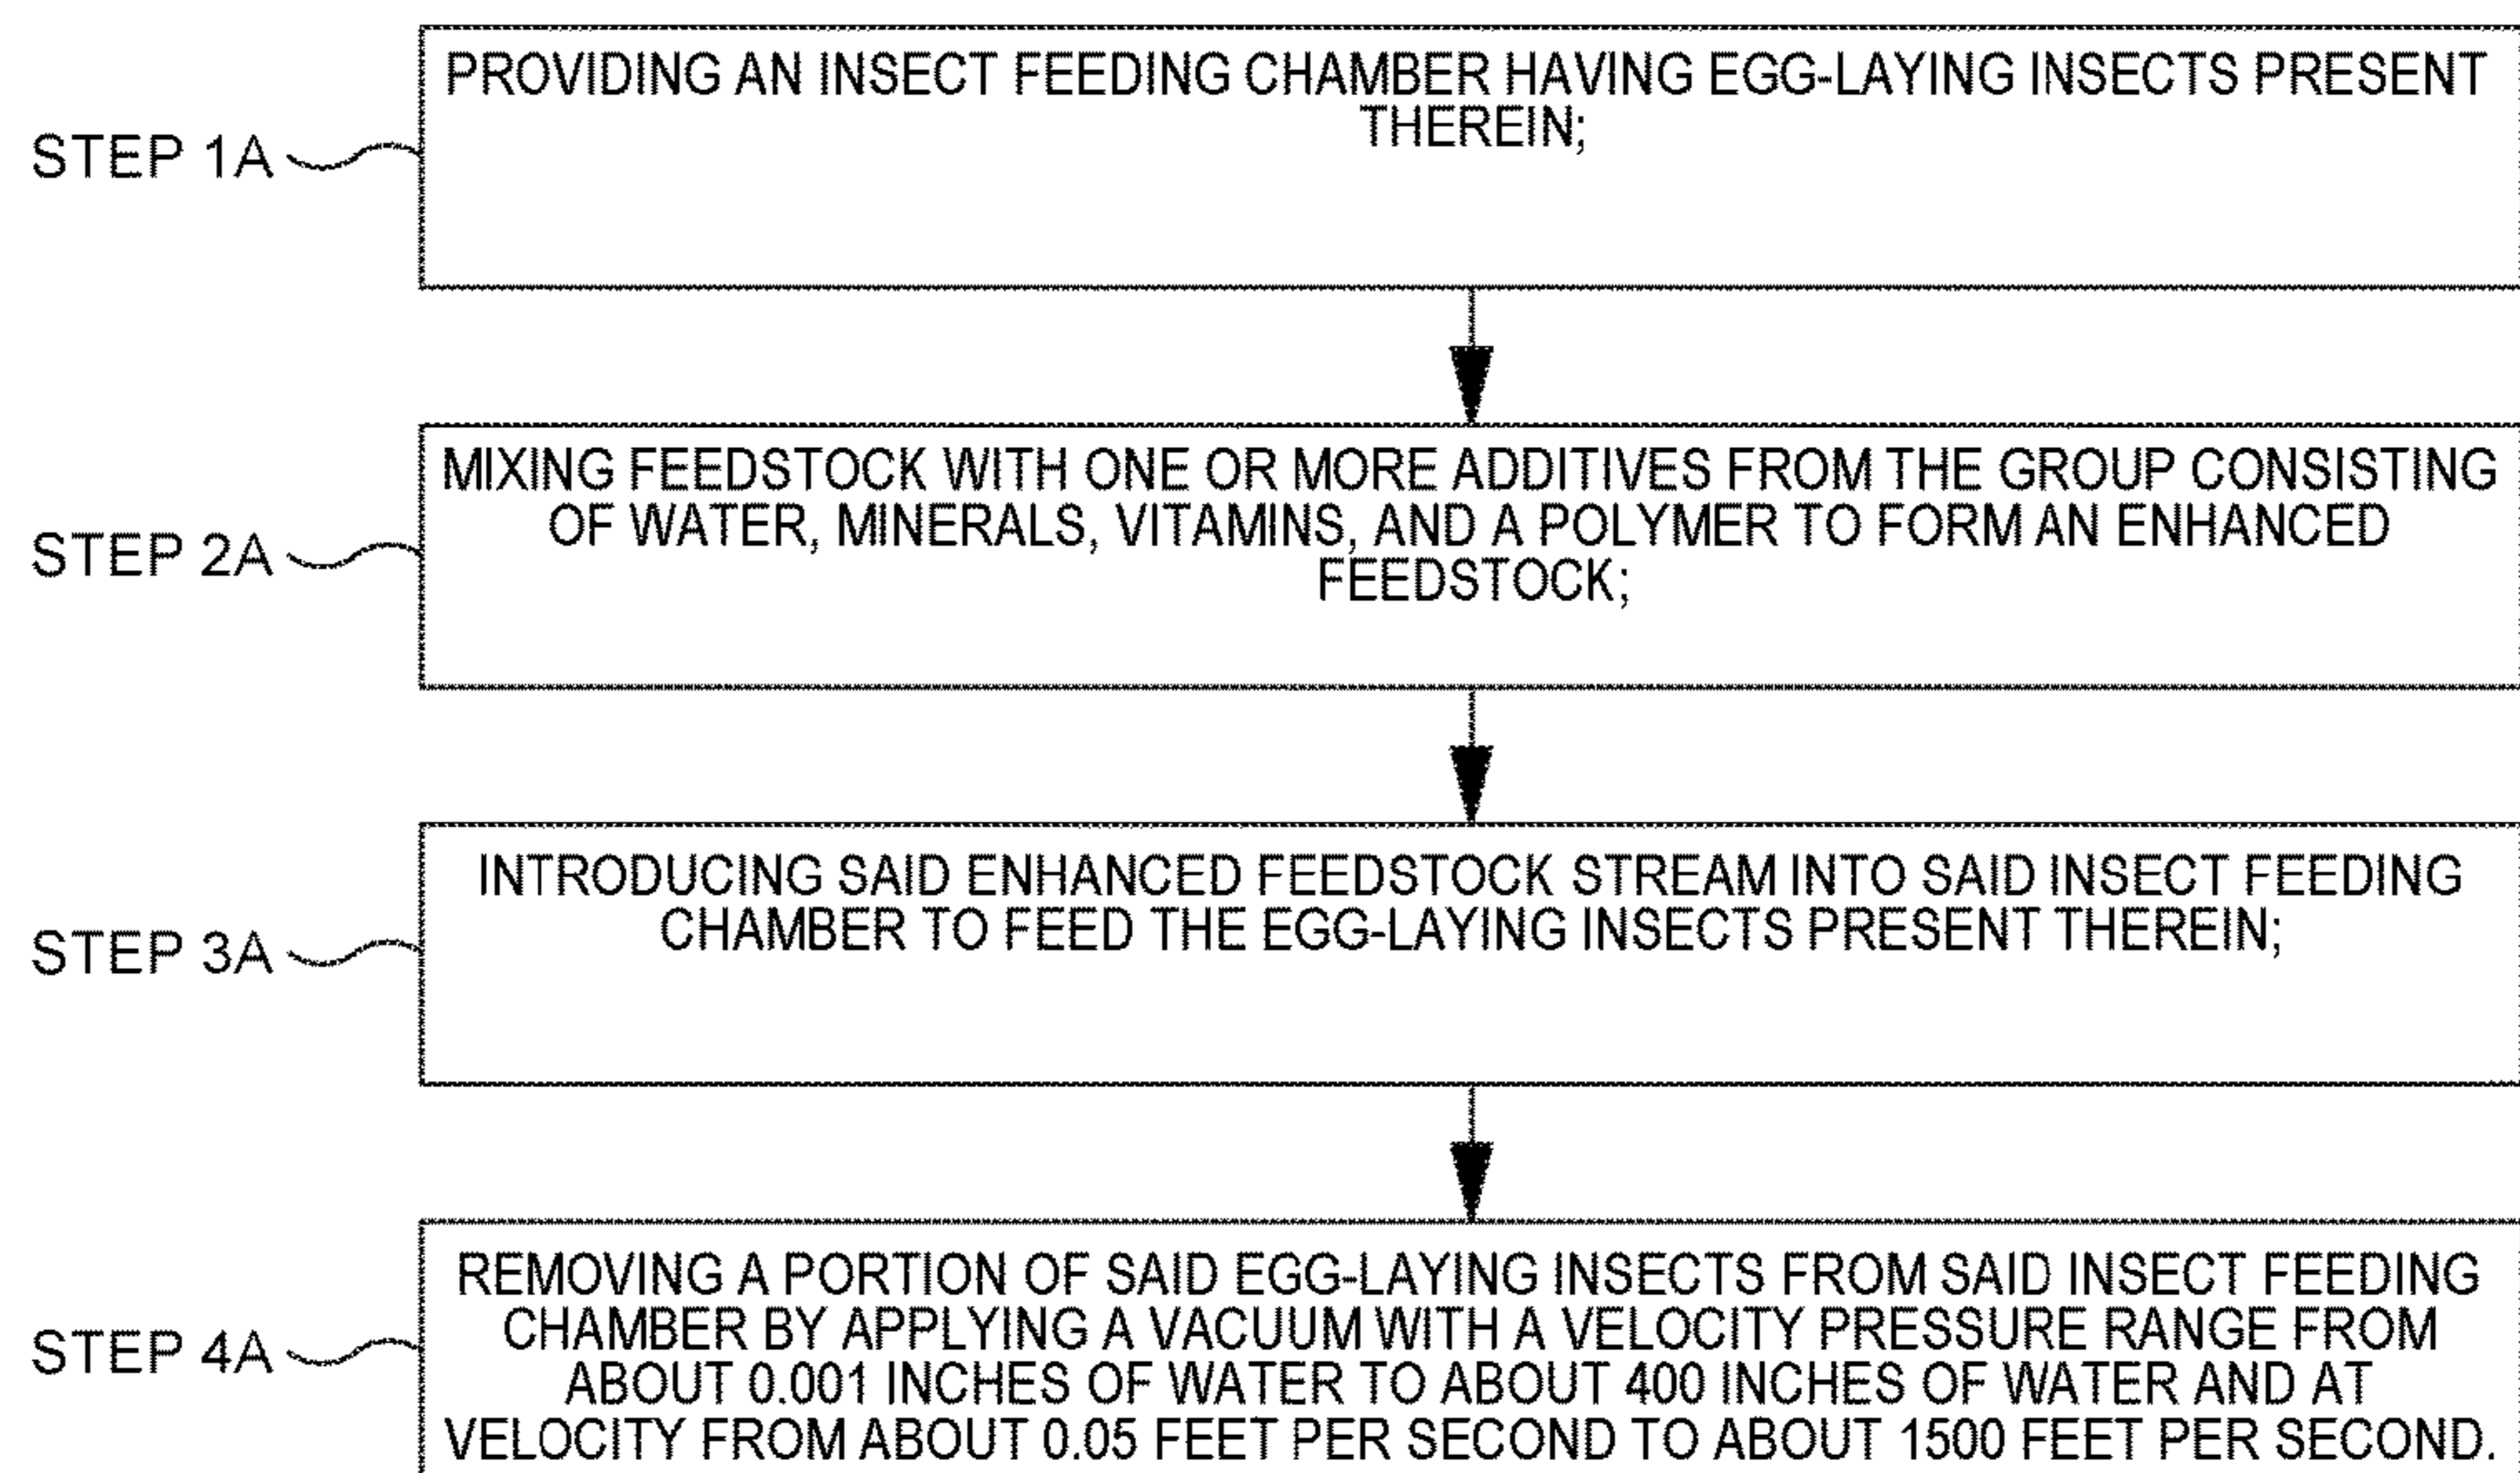 PROVIDING AN INSECT FEEDING CHAMBER HAVING EGG-LAYING INSECTS PRESENT
THEREIN;
STEP 1A
MIXING FEEDSTOCK WITH ONE OR MORE ADDITIVES FROM THE GROUP CONSISTING
OF WATER, MINERALS, VITAMINS, AND A POLYMER TO FORM AN ENHANCED
FEEDSTOCK;
STEP 2A
INTRODUCING SAID ENHANCED FEEDSTOCK STREAM INTO SAID INSECT FEEDING
CHAMBER TO FEED THE EGG-LAYING INSECTS PRESENT THEREIN;
STEP 3A
REMOVING A PORTION OF SAID EGG-LAYING INSECTS FROM SAID INSECT FEEDING
CHAMBER BY APPLYING A VACUUM WITH A VELOCITY PRESSURE RANGE FROM
ABOUT 0.001 INCHES OF WATER TO ABOUT 400 INCHES OF WATER AND AT
VELOCITY FROM ABOUT 0.05 FEET PER SECOND TO ABOUT 1500 FEET PER SECOND.
STEP 4A